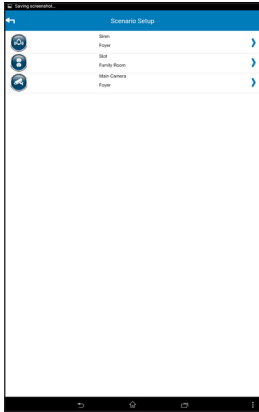 Saving screenshot...
Scenario Setup
Siren
Foyer
Slot
Family Room
Main Camera
Foyer